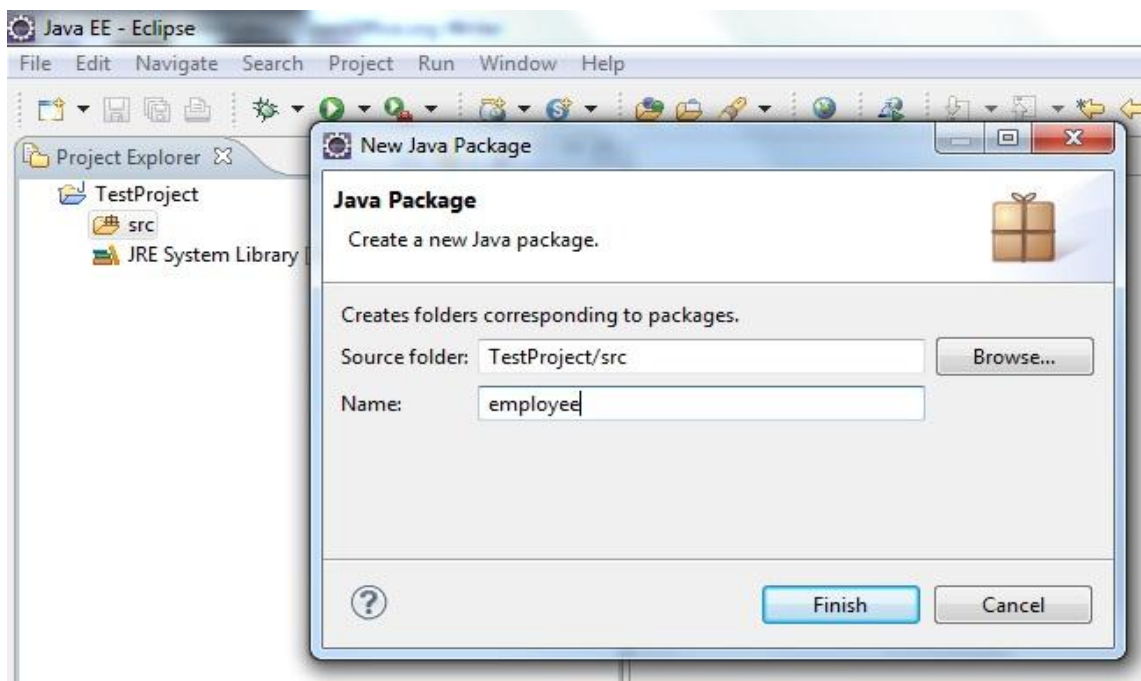 Java EE - Eclipse
File Edit Navigate Search Project Run Window Help
Project Explorer
TestProject
src
JRE System Library [
New Java Package
Java Package
Create a new Java package.
Creates folders corresponding to packages.
Source folder: TestProject/src Browse...
Name: employee
Finish Cancel